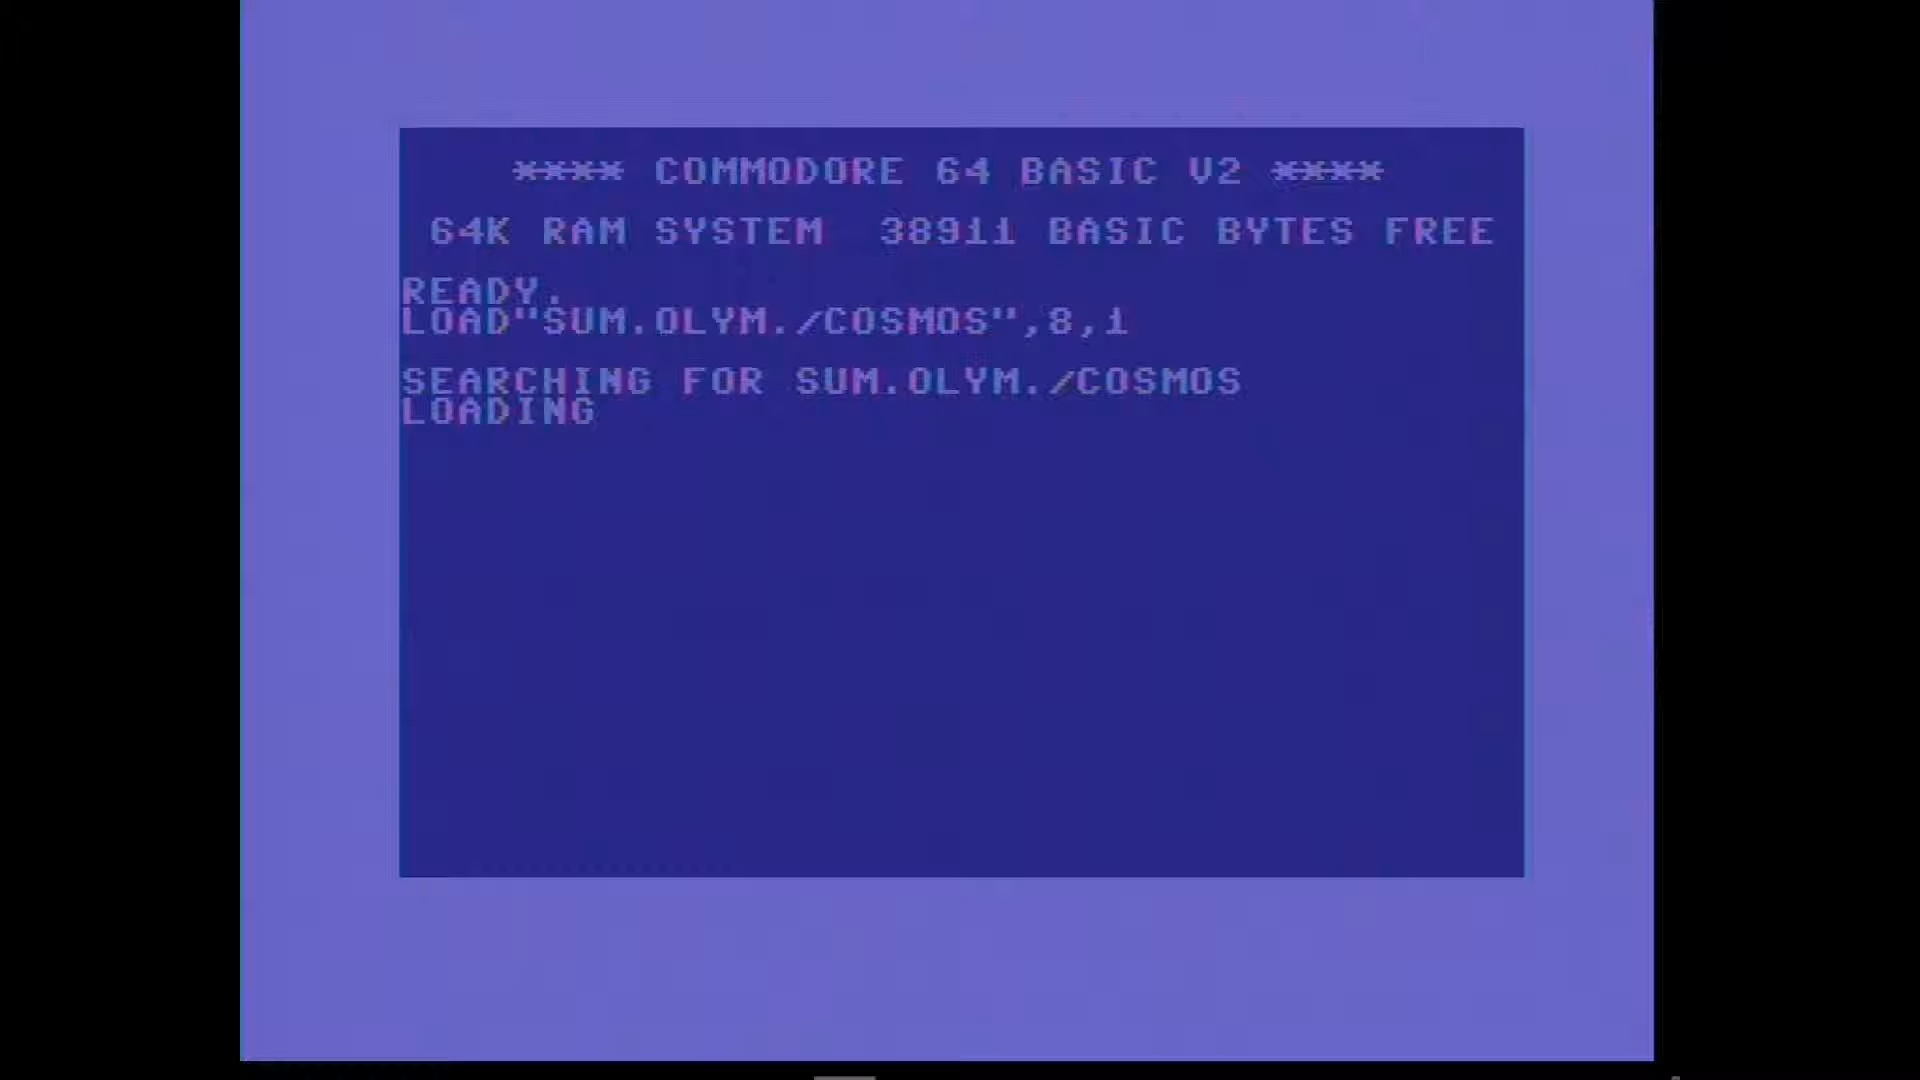 **** COMMODORE 64 BASIC V2 ****
64K RAM SYSTEM  38911 BASIC BYTES FREE
READY.
LOAD"SUM.OLYM./COSMOS",8,1
SEARCHING FOR SUM.OLYM./COSMOS
LOADING